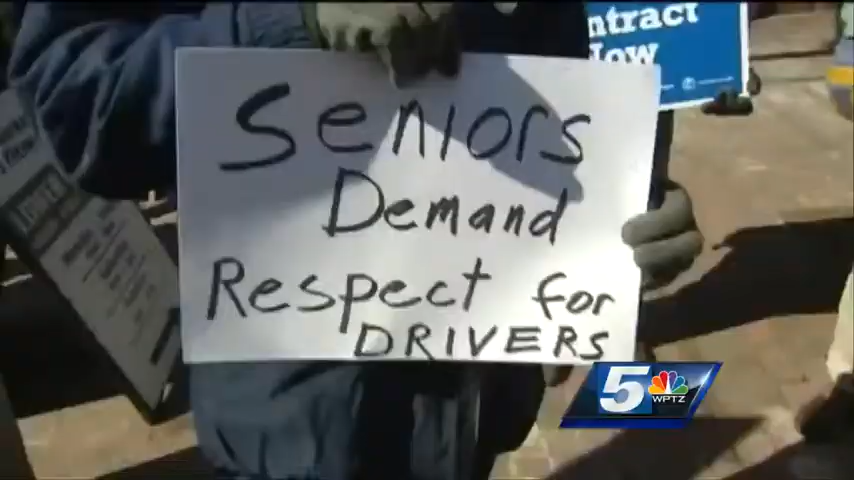 ntract
Now
Seniors
Demand
Respect for
DRIVERS
5
WPTZ